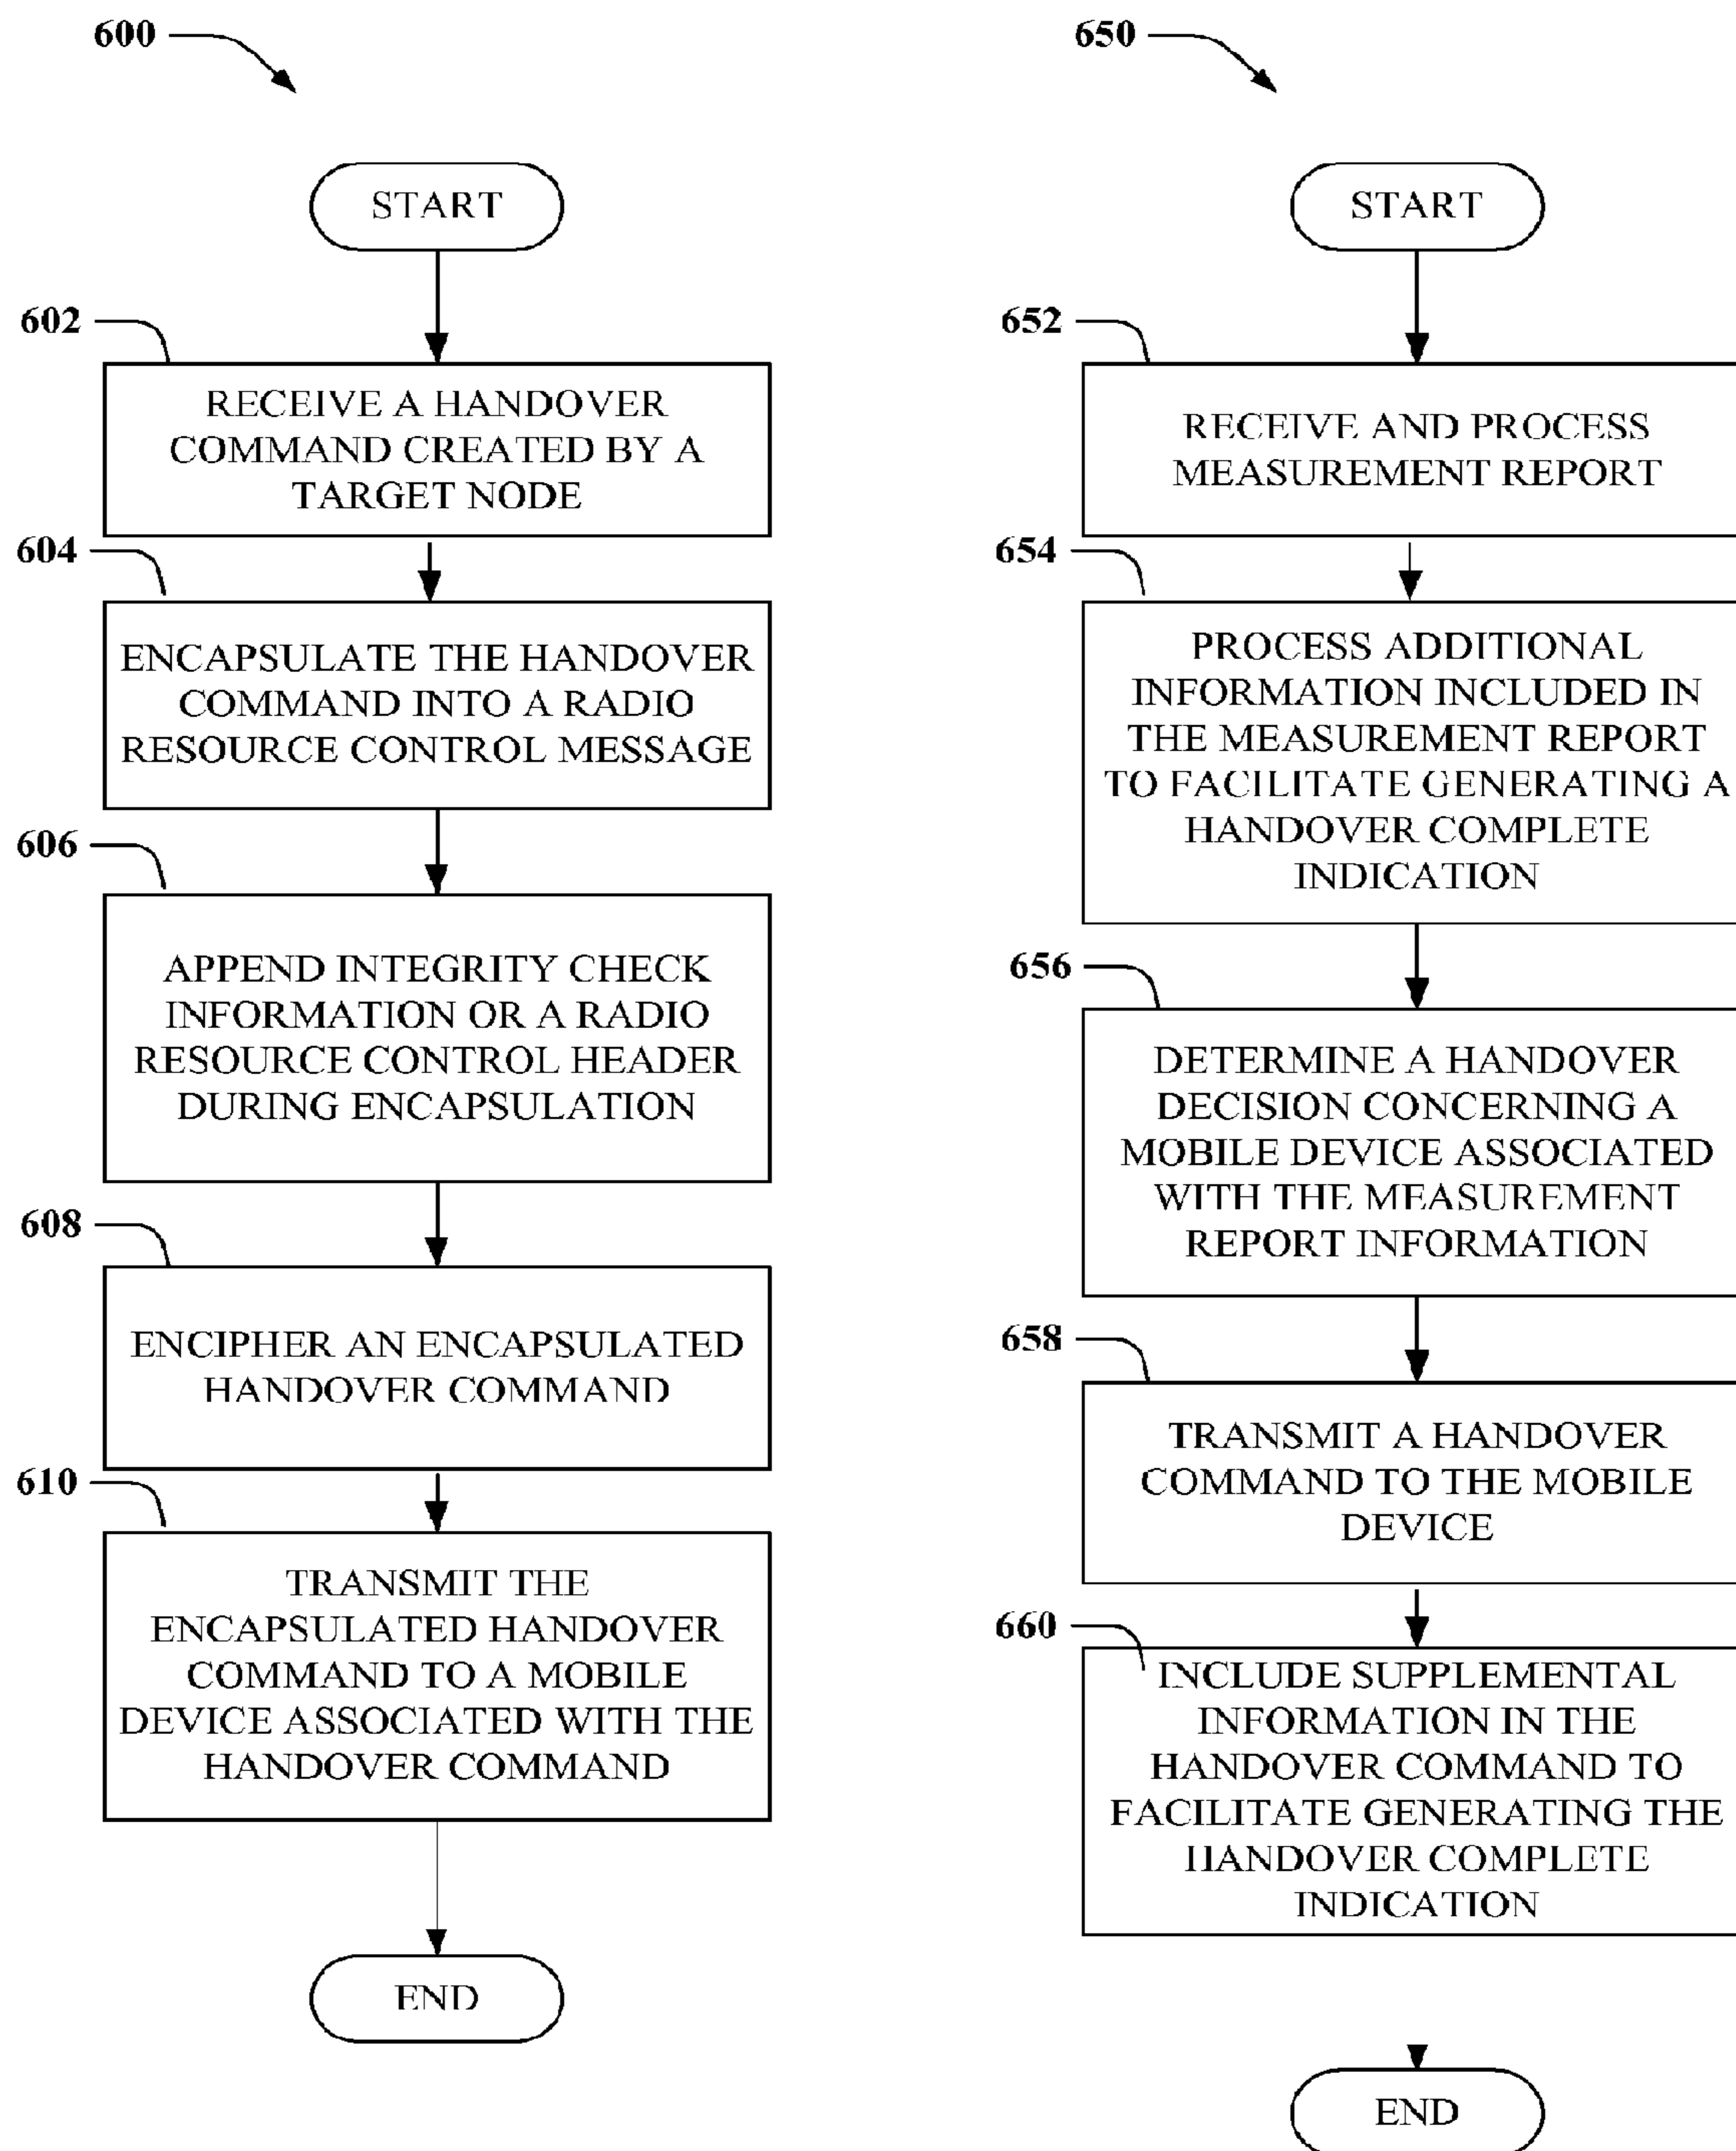 600
START
602
RECEIVE A HANDOVER
COMMAND CREATED BY A
TARGET NODE
604
ENCAPSULATE THE HANDOVER
COMMAND INTO A RADIO
RESOURCE CONTROL MESSAGE
606
APPEND INTEGRITY CHECK
INFORMATION OR A RADIO
RESOURCE CONTROL HEADER
DURING ENCAPSULATION
608
ENCIPHER AN ENCAPSULATED
HANDOVER COMMAND
610
TRANSMIT THE
ENCAPSULATED HANDOVER
COMMAND TO A MOBILE
DEVICE ASSOCIATED WITH THE
HANDOVER COMMAND
END
650
START
652
RECEIVE AND PROCESS
MEASUREMENT REPORT
654
PROCESS ADDITIONAL
INFORMATION INCLUDED IN
THE MEASUREMENT REPORT
TO FACILITATE GENERATING A
HANDOVER COMPLETE
INDICATION
656
DETERMINE A HANDOVER
DECISION CONCERNING A
MOBILE DEVICE ASSOCIATED
WITH THE MEASUREMENT
REPORT INFORMATION
658
TRANSMIT A HANDOVER
COMMAND TO THE MOBILE
DEVICE
660
INCLUDE SUPPLEMENTAL
INFORMATION IN THE
HANDOVER COMMAND TO
FACILITATE GENERATING THE
HANDOVER COMPLETE
INDICATION
END